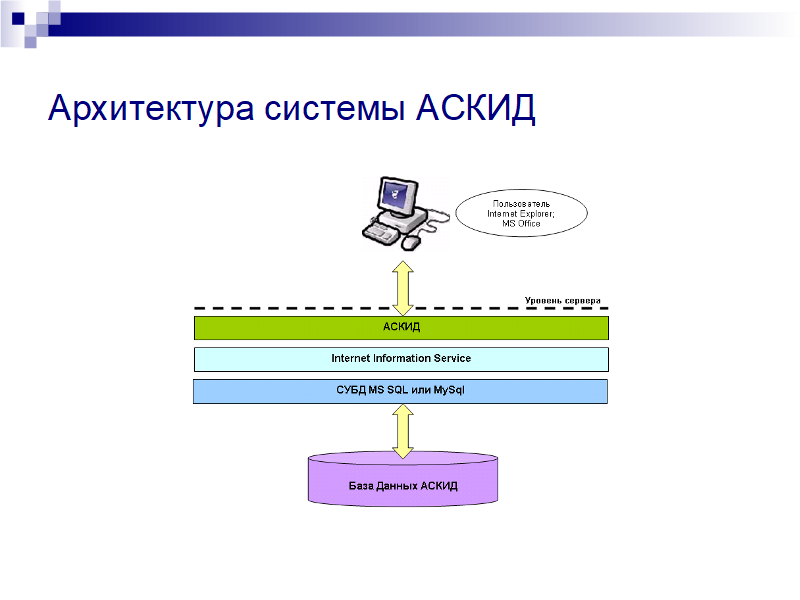 Архитектура системы АСКИД
Пользователь
Internet Explorer;
MS Office
Уровень сервера
АСКИД
Internet Information Service
СУБД MS SQL или MySql
База Данных АСКИД